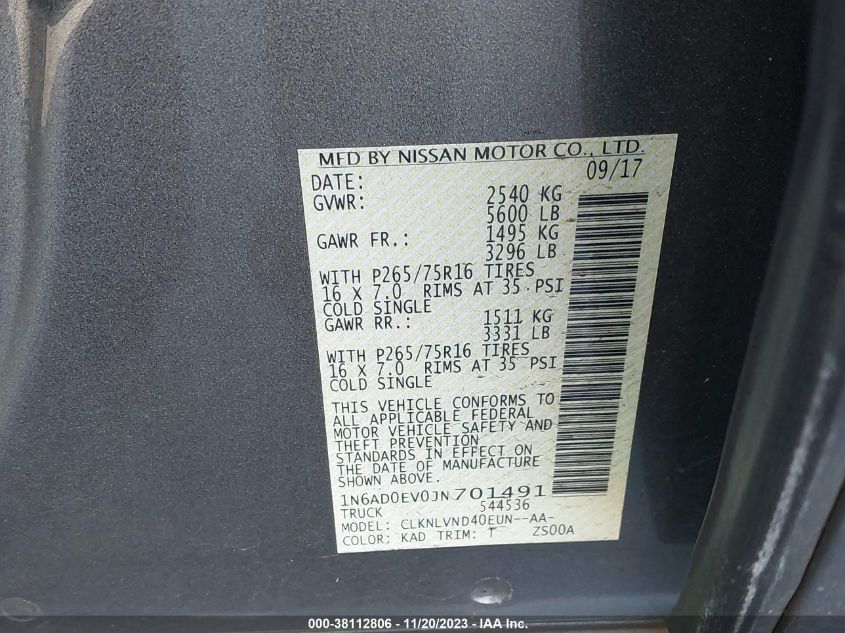 MFD BY NISSAN MOTOR CO., LTD.
DATE: 09/17
GVWR: 2540 KG
5600 LB
GAWR FR.: 1495 KG
3296 LB
WITH P265/75R16 TIRES
16 X 7.0 RIMS AT 35 PSI
COLD SINGLE
GAWR RR.: 1511 KG
3331 LB
WITH P265/75R16 TIRES
16 X 7.0 RIMS AT 35 PSI
COLD SINGLE
THIS VEHICLE CONFORMS TO
ALL APPLICABLE FEDERAL
MOTOR VEHICLE SAFETY AND
THEFT PREVENTION
STANDARDS IN EFFECT ON
THE DATE OF MANUFACTURE
SHOWN ABOVE.
1N6AD0EV0JN701491
TRUCK 544536
MODEL: CLKNLVND40EUN--AA-
COLOR: KAD TRIM: T ZS00A
000-38112806 - 11/20/2023 - IAA Inc.